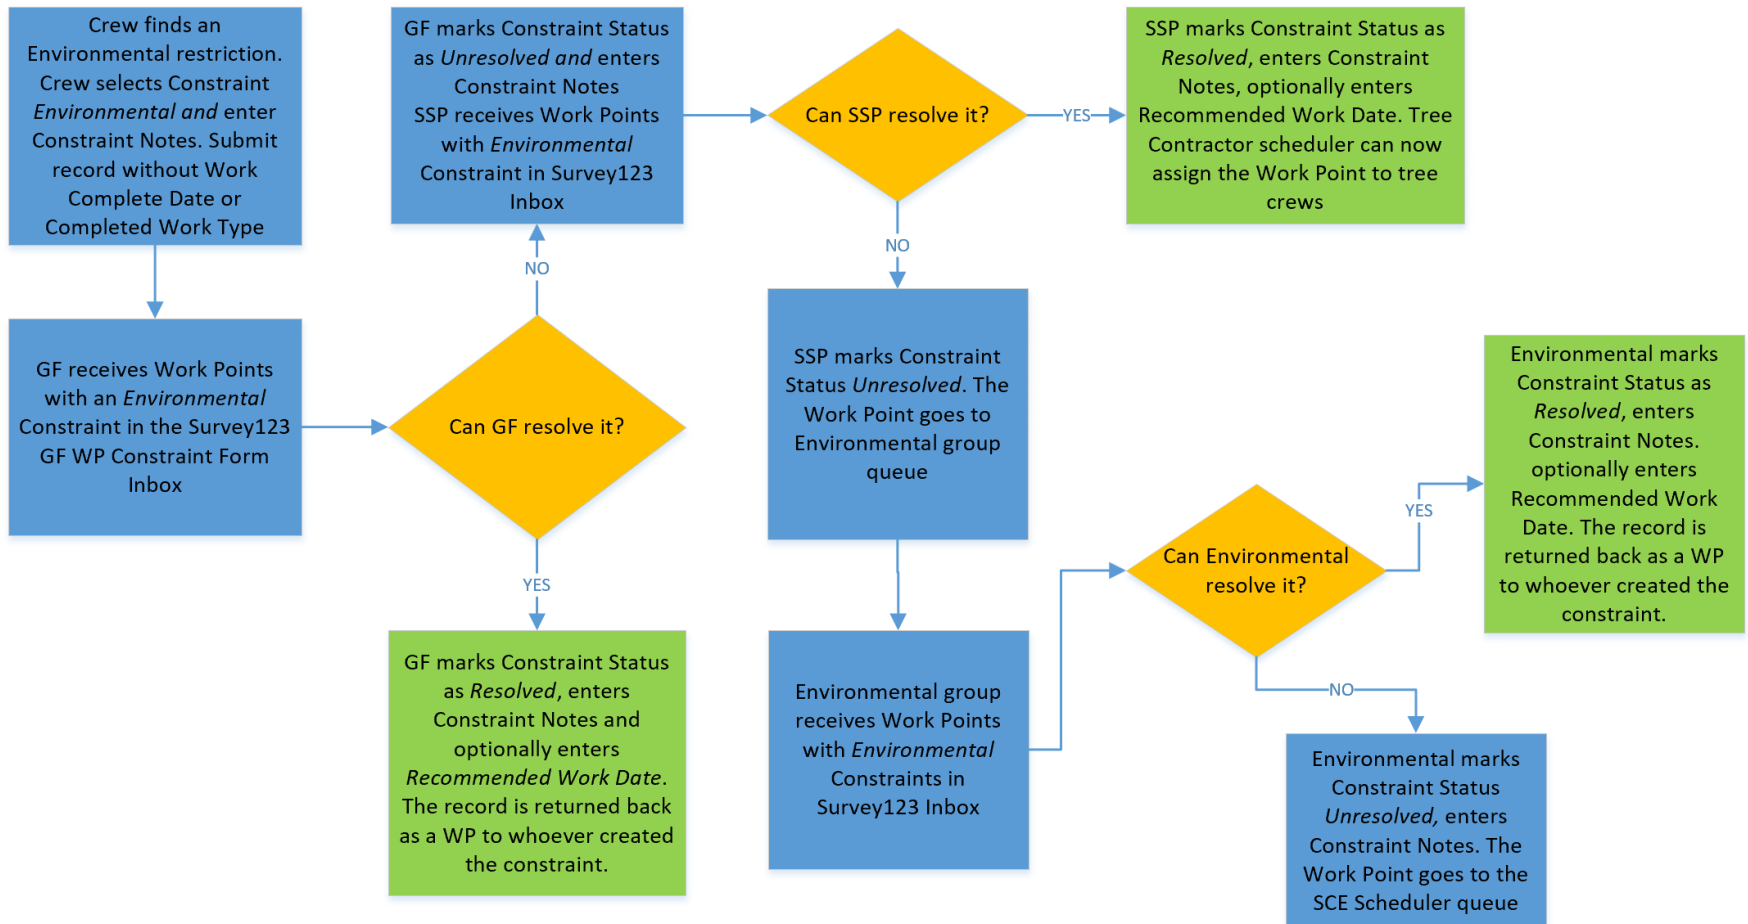 Crew finds an
Environmental restriction.
Crew selects Constraint
Environmental and enter
Constraint Notes. Submit
record without Work
Complete Date or
Completed Work Type
GF receives Work Points
with an Environmental
Constraint in the Survey123
GF WP Constraint Form
Inbox
Can GF resolve it?
NO
GF marks Constraint Status
as Unresolved and enters
Constraint Notes
SSP receives Work Points
with Environmental
Constraint in Survey123
Inbox
YES
GF marks Constraint Status
as Resolved, enters
Constraint Notes and
optionally enters
Recommended Work Date.
The record is returned back
as a WP to whoever created
the constraint.
Can SSP resolve it?
YES
SSP marks Constraint Status as
Resolved, enters Constraint
Notes, optionally enters
Recommended Work Date. Tree
Contractor scheduler can now
assign the Work Point to tree
crews
NO
SSP marks Constraint
Status Unresolved. The
Work Point goes to
Environmental group
queue
Environmental group
receives Work Points
with Environmental
Constraints in
Survey123 Inbox
Can Environmental
resolve it?
YES
Environmental marks
Constraint Status as
Resolved, enters
Constraint Notes.
optionally enters
Recommended Work
Date. The record is
returned back as a WP
to whoever created the
constraint.
NO
Environmental marks
Constraint Status
Unresolved, enters
Constraint Notes. The
Work Point goes to the
SCE Scheduler queue